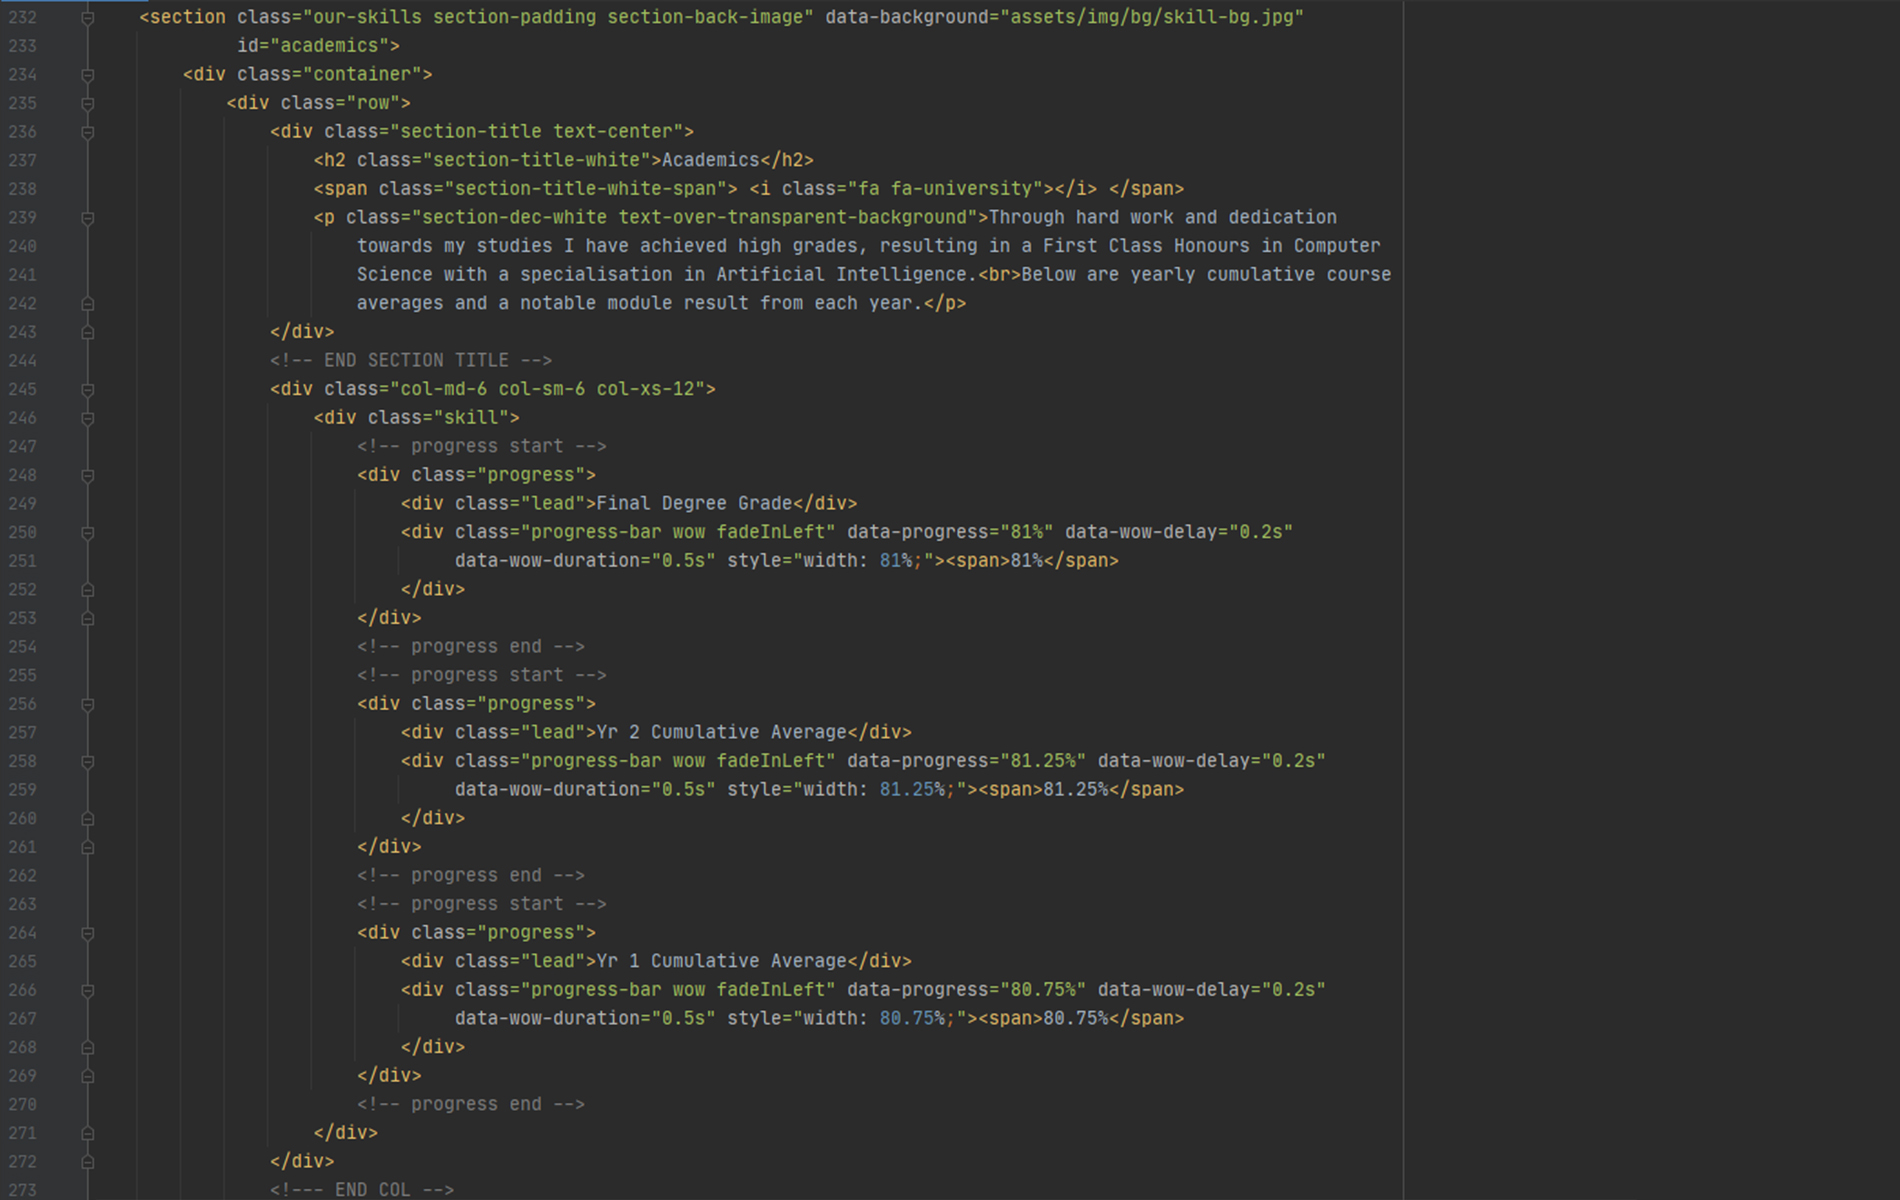 232 <section class="our-skills section-padding section-back-image" data-background="assets/img/bg/skill-bg.jpg"
233 id="academics">
234 <div class="container">
235 <div class="row">
236 <div class="section-title text-center">
237 <h2 class="section-title-white">Academics</h2>
238 <span class="section-title-white-span"> <i class="fa fa-university"></i> </span>
239 <p class="section-dec-white text-over-transparent-background">Through hard work and dedication
240 towards my studies I have achieved high grades, resulting in a First Class Honours in Computer
241 Science with a specialisation in Artificial Intelligence.<br>Below are yearly cumulative course
242 averages and a notable module result from each year.</p>
243 </div>
244 <!-- END SECTION TITLE -->
245 <div class="col-md-6 col-sm-6 col-xs-12">
246 <div class="skill">
247 <!-- progress start -->
248 <div class="progress">
249 <div class="lead">Final Degree Grade</div>
250 <div class="progress-bar wow fadeInLeft" data-progress="81%" data-wow-delay="0.2s"
251 data-wow-duration="0.5s" style="width: 81%;"><span>81%</span>
252 </div>
253 </div>
254 <!-- progress end -->
255 <!-- progress start -->
256 <div class="progress">
257 <div class="lead">Yr 2 Cumulative Average</div>
258 <div class="progress-bar wow fadeInLeft" data-progress="81.25%" data-wow-delay="0.2s"
259 data-wow-duration="0.5s" style="width: 81.25%;"><span>81.25%</span>
260 </div>
261 </div>
262 <!-- progress end -->
263 <!-- progress start -->
264 <div class="progress">
265 <div class="lead">Yr 1 Cumulative Average</div>
266 <div class="progress-bar wow fadeInLeft" data-progress="80.75%" data-wow-delay="0.2s"
267 data-wow-duration="0.5s" style="width: 80.75%;"><span>80.75%</span>
268 </div>
269 </div>
270 <!-- progress end -->
271 </div>
272 </div>
273 <!--- END COL -->